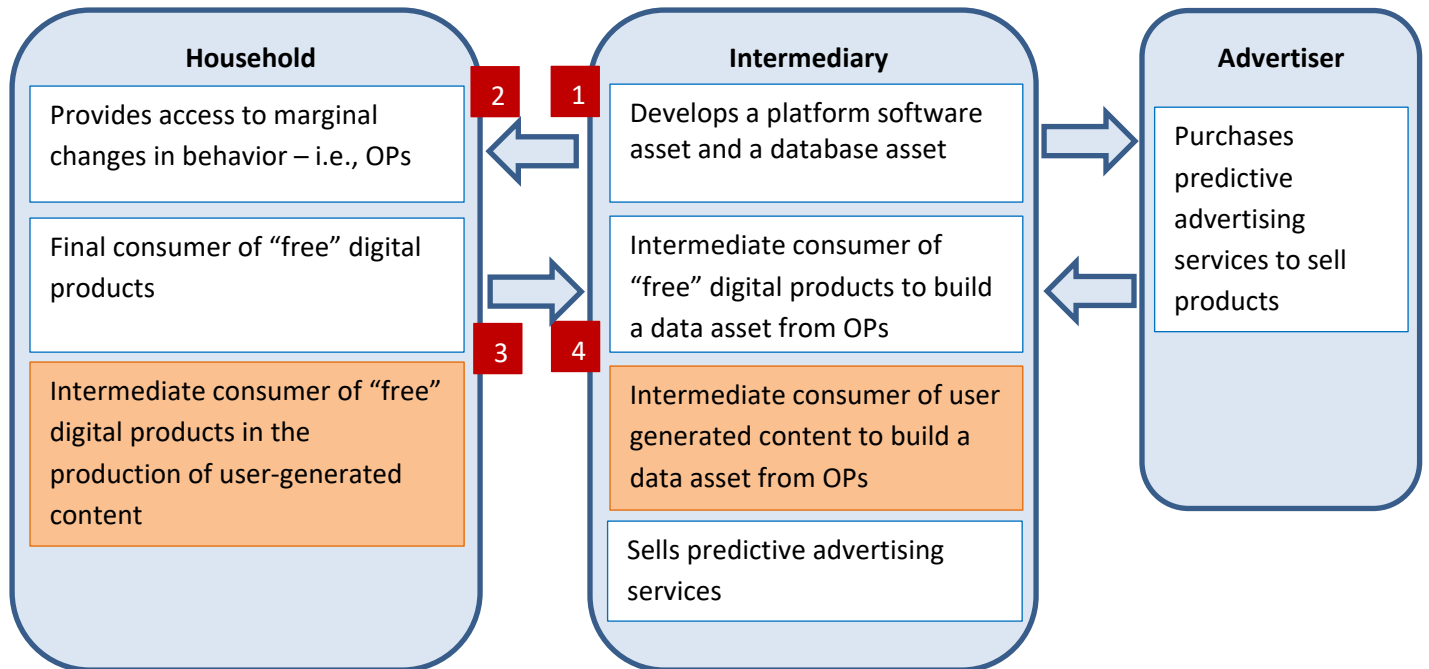 Household
Provides access to marginal
changes in behavior – i.e., OPs
Final consumer of “free” digital
products
Intermediate consumer of “free”
digital products in the
production of user-generated
content
2
1
3
4
Intermediary
Develops a platform software
asset and a database asset
Intermediate consumer of
“free” digital products to build
a data asset from OPs
Intermediate consumer of user
generated content to build a
data asset from OPs
Sells predictive advertising
services
Advertiser
Purchases
predictive
advertising
services to sell
products